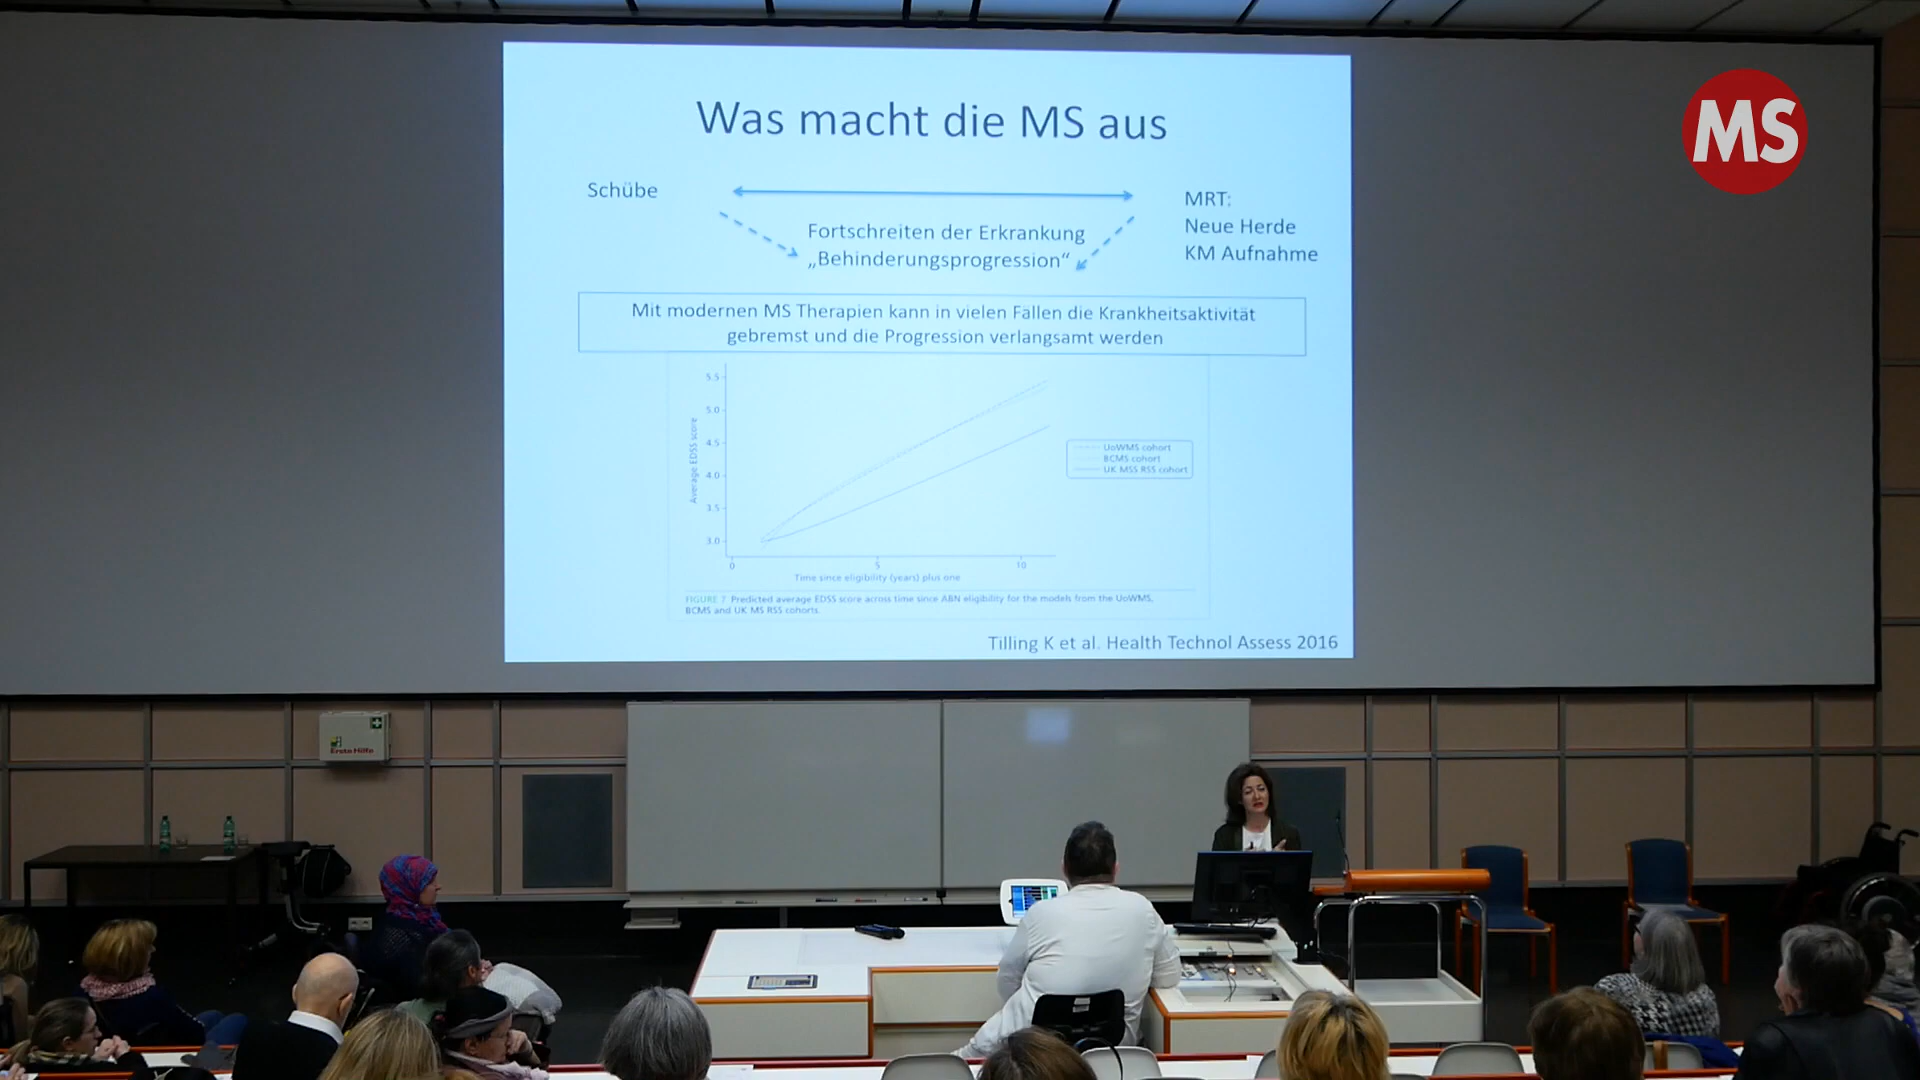 MS
Was macht die MS aus
Schübe
MRT:
Neue Herde
KM Aufnahme
Fortschreiten der Erkrankung
„Behinderungsprogression“
Mit modernen MS Therapien kann in vielen Fällen die Krankheitsaktivität
gebremst und die Progression verlangsamt werden
5.5
5.0
4.5
4.0
3.5
3.0
Average EDSS score
0 5 10
Time since eligibility (years) plus one
UoWMS cohort
BCMS cohort
UK MSS RSS cohort
FIGURE 7 Predicted average EDSS score across time since ABN eligibility for the models from the UoWMS,
BCMS and UK MS RSS cohorts.
Tilling K et al. Health Technol Assess 2016
Erste Hilfe